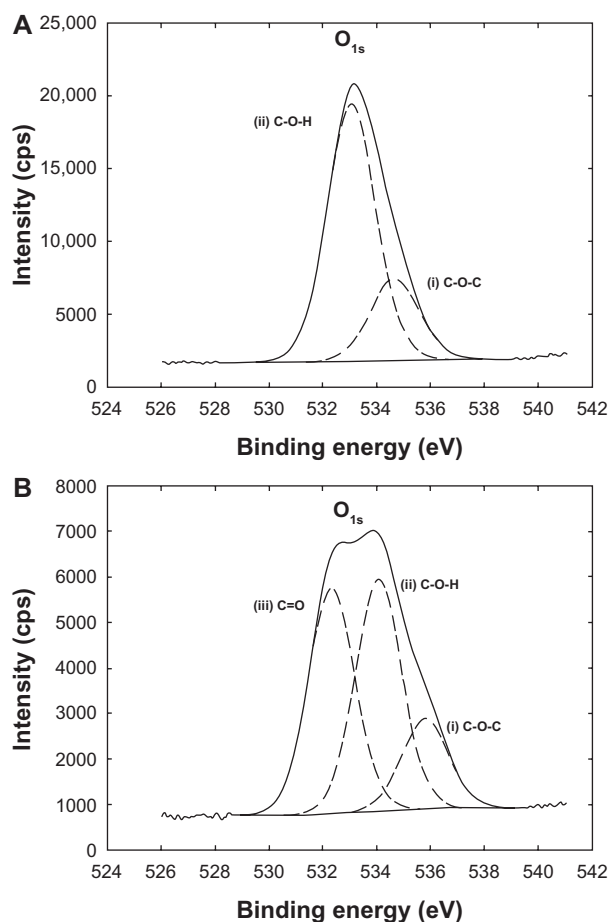 A
O1s
25,000
20,000
15,000
10,000
5000
0
Intensity (cps)
(ii) C-O-H
(i) C-O-C
524 526 528 530 532 534 536 538 540 542
Binding energy (eV)
B
O1s
8000
7000
6000
5000
4000
3000
2000
1000
0
Intensity (cps)
(iii) C=O
(ii) C-O-H
(i) C-O-C
524 526 528 530 532 534 536 538 540 542
Binding energy (eV)